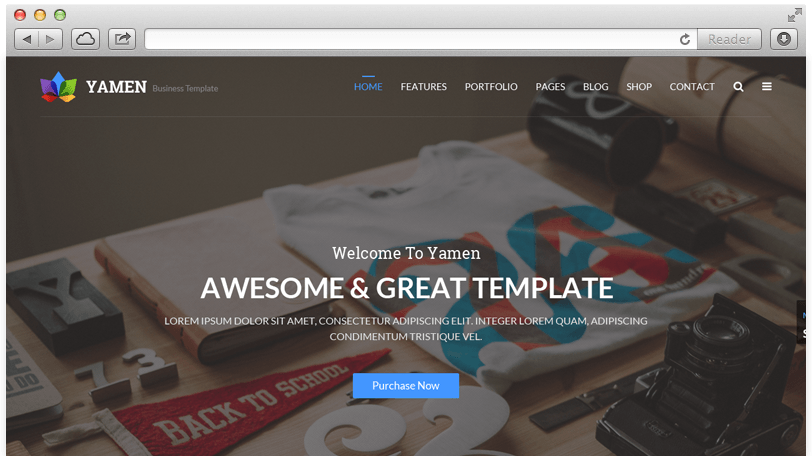 Reader
YAMEN Business Template
HOME FEATURES PORTFOLIO PAGES BLOG SHOP CONTACT
Welcome To Yamen
AWESOME & GREAT TEMPLATE
LOREM IPSUM DOLOR SIT AMET, CONSECTETUR ADIPISCING ELIT. INTEGER LOREM QUAM, ADIPISCING
CONDIMENTUM TRISTIQUE VEL.
Purchase Now
BACK TO SCHOOL